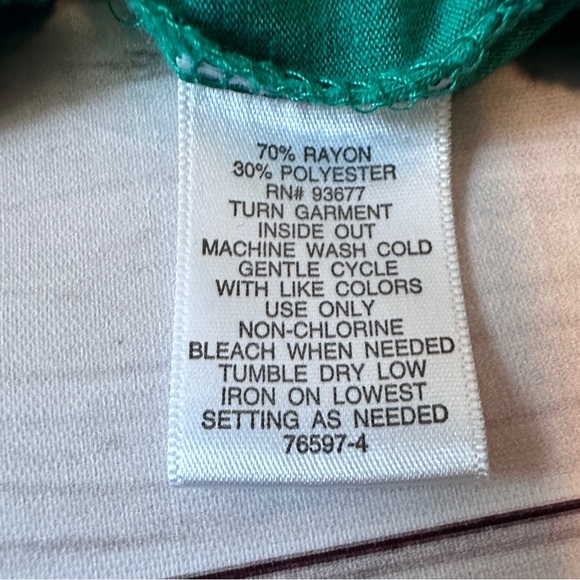 70% RAYON
30% POLYESTER
RN# 93677
TURN GARMENT
INSIDE OUT
MACHINE WASH COLD
GENTLE CYCLE
WITH LIKE COLORS
USE ONLY
NON-CHLORINE
BLEACH WHEN NEEDED
TUMBLE DRY LOW
IRON ON LOWEST
SETTING AS NEEDED
76597-4